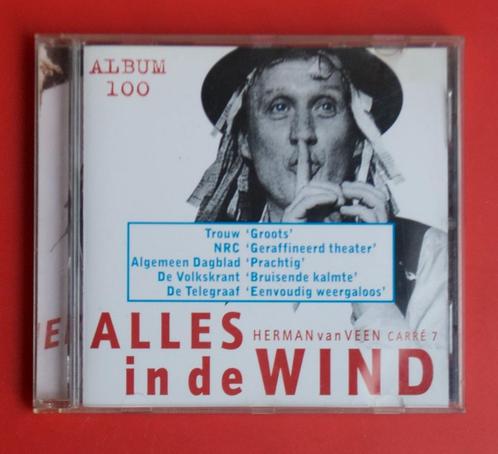 ALBUM
100
Trouw ‘Groots’
NRC ‘Geraffineerd theater’
Algemeen Dagblad ‘Prachtig’
De Volkskrant ‘Bruisende kalmte’
De Telegraaf ‘Eenvoudig weergaloos’
ALLES HERMAN van VEEN CARRÉ 7
in de WIND